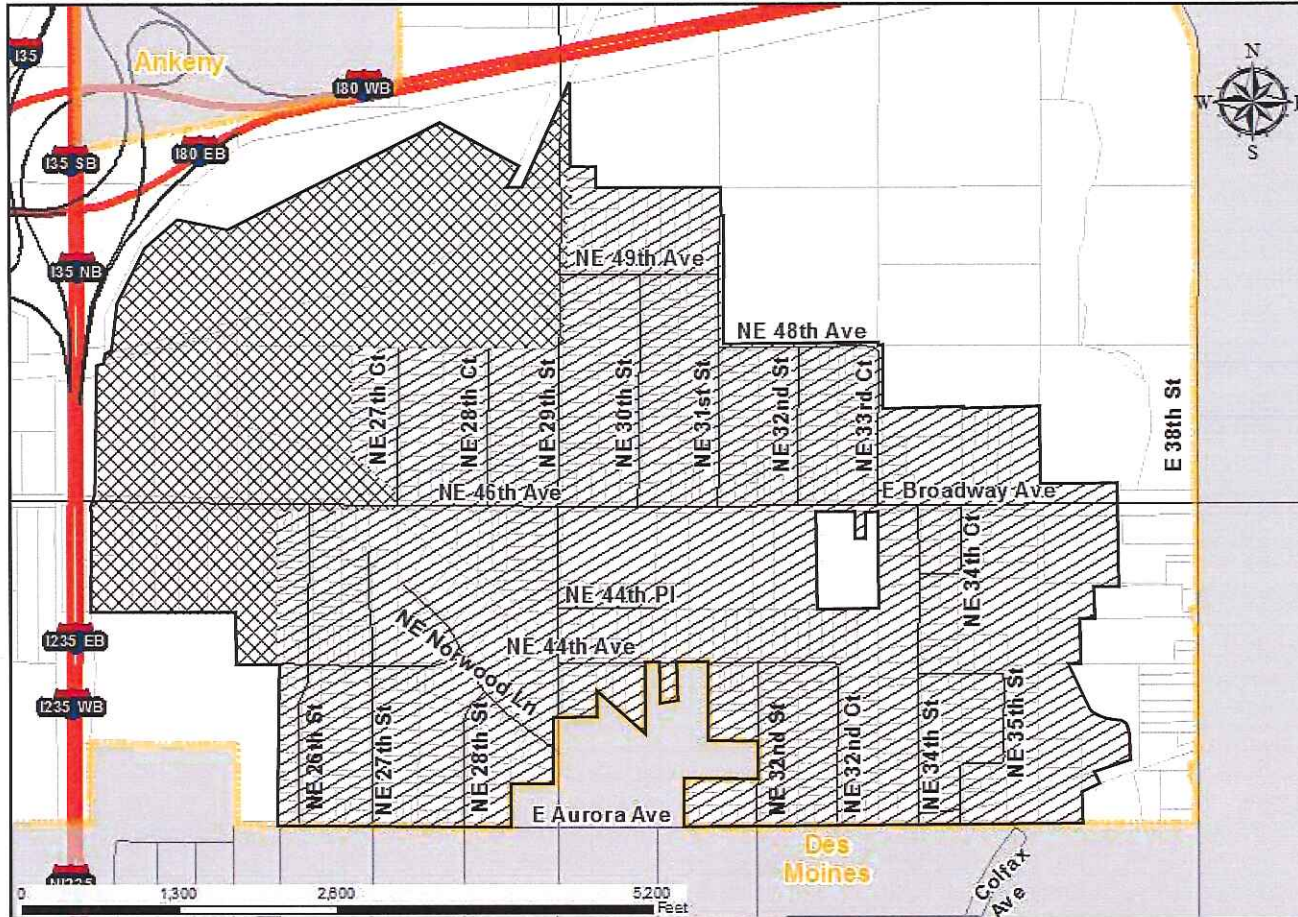 I35
Ankeny
I80 WB
N
W
E
S
I35 SB
I80 EB
I35 NB
NE 49th Ave
NE 48th Ave
NE 27th Ct
NE 28th Ct
NE 29th St
NE 30th St
NE 31st St
NE 32nd St
NE 33rd Ct
E 38th St
NE 46th Ave
E Broadway Ave
NE 34th Ct
NE 44th Pl
NE Norwood Ln
NE 44th Ave
I235 EB
I235 WB
NE 26th St
NE 27th St
NE 28th St
NE 32nd St
NE 32nd Ct
NE 34th St
NE 35th St
E Aurora Ave
Des
Moines
Colfax
Ave
0 1,300 2,600 5,200
Feet